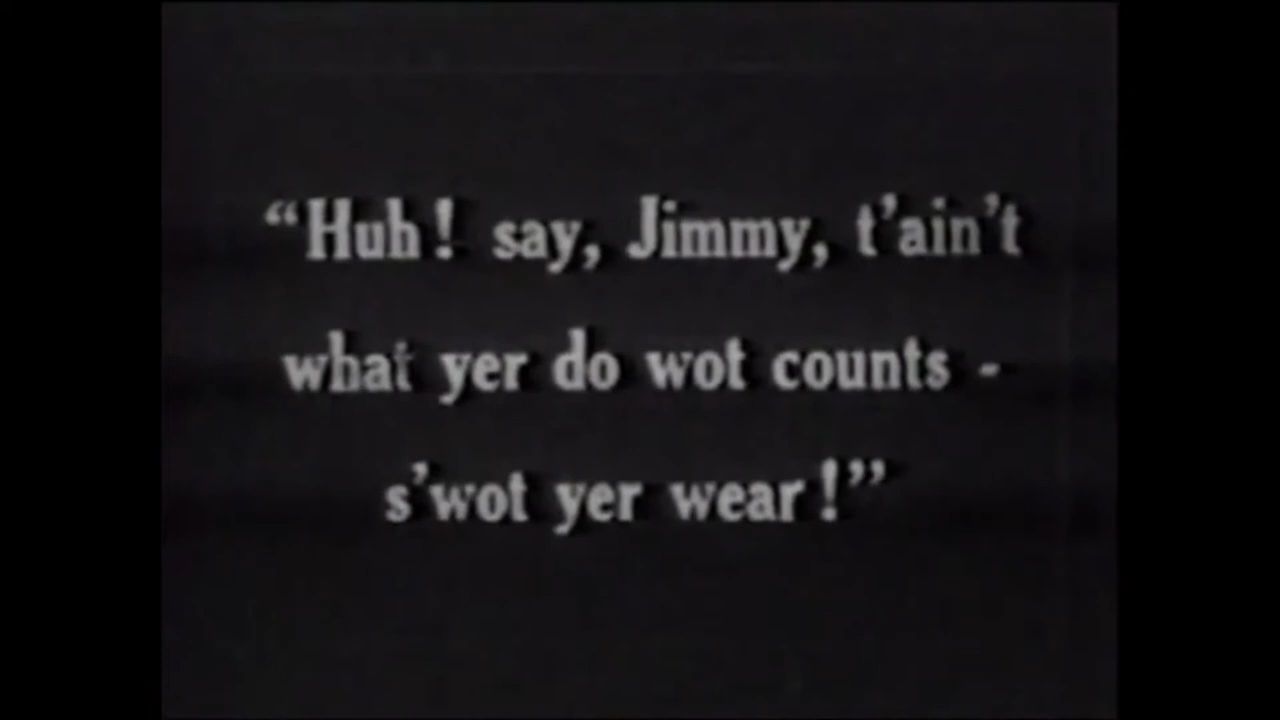 “Huh! say, Jimmy, t’ain’t
what yer do wot counts -
s’wot yer wear!”